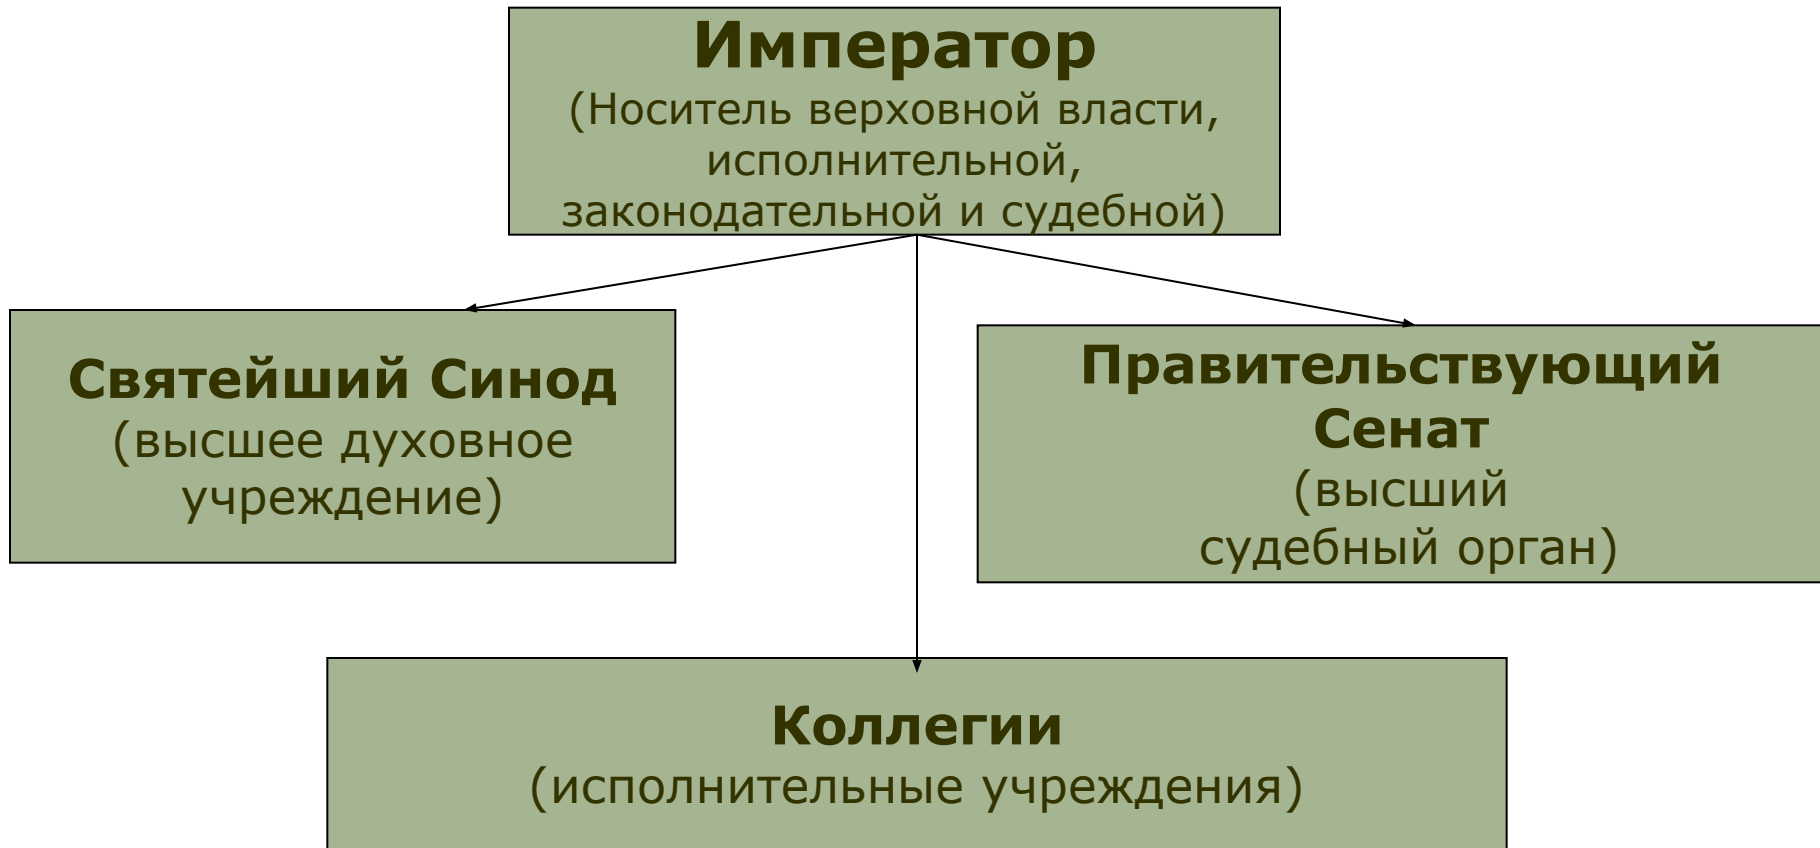 Император
(Носитель верховной власти,
исполнительной,
законодательной и судебной)
Святейший Синод
(высшее духовное
учреждение)
Правительствующий
Сенат
(высший
судебный орган)
Коллегии
(исполнительные учреждения)